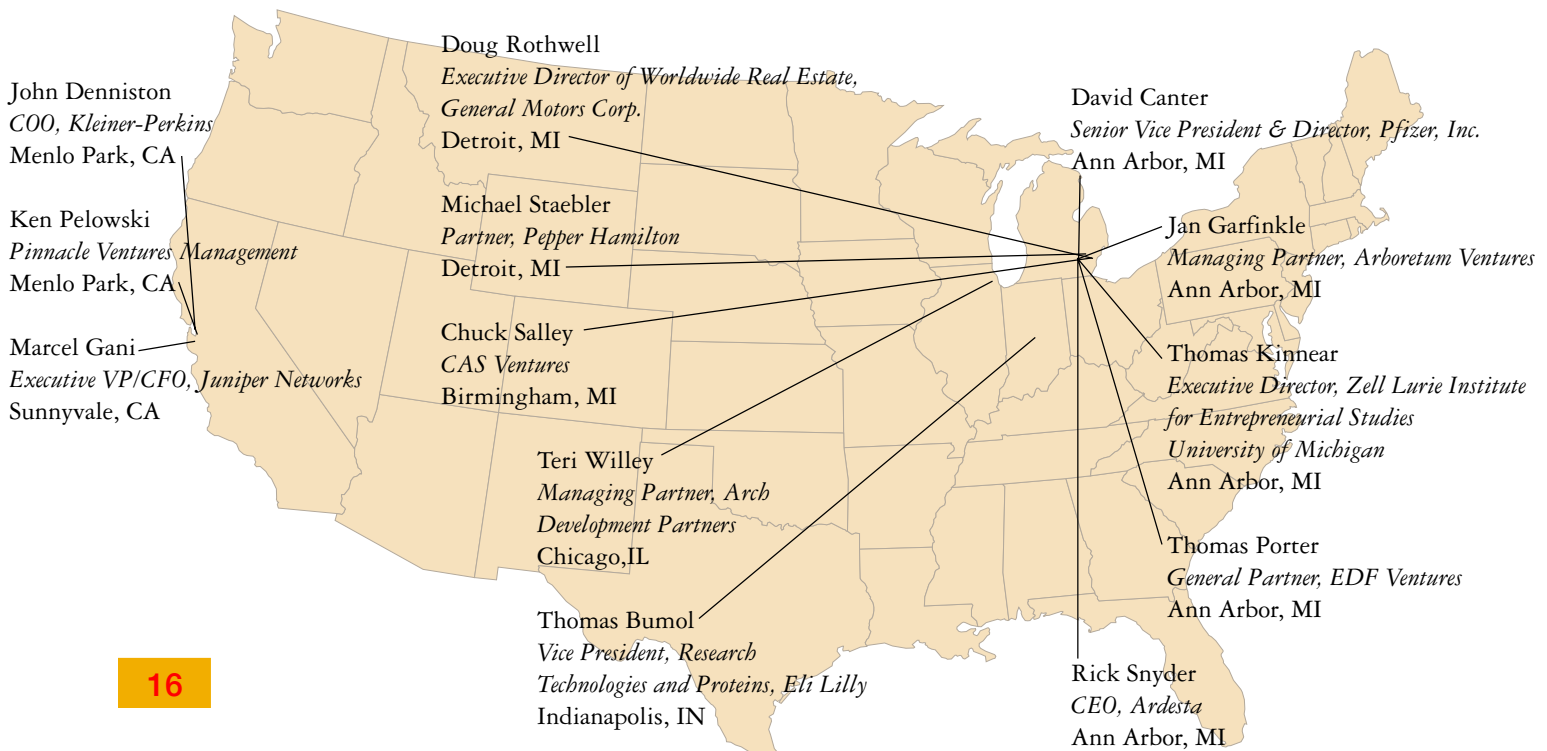 John Denniston
COO, Kleiner-Perkins
Menlo Park, CA
Ken Pelowski
Pinnacle Ventures Management
Menlo Park, CA
Marcel Gani
Executive VP/CFO, Juniper Networks
Sunnyvale, CA
Doug Rothwell
Executive Director of Worldwide Real Estate,
General Motors Corp.
Detroit, MI
Michael Staebler
Partner, Pepper Hamilton
Detroit, MI
Chuck Salley
CAS Ventures
Birmingham, MI
Teri Willey
Managing Partner, Arch
Development Partners
Chicago,IL
Thomas Bumol
Vice President, Research
Technologies and Proteins, Eli Lilly
Indianapolis, IN
David Canter
Senior Vice President & Director, Pfizer, Inc.
Ann Arbor, MI
Jan Garfinkle
Managing Partner, Arboretum Ventures
Ann Arbor, MI
Thomas Kinnear
Executive Director, Zell Lurie Institute
for Entrepreneurial Studies
University of Michigan
Ann Arbor, MI
Thomas Porter
General Partner, EDF Ventures
Ann Arbor, MI
Rick Snyder
CEO, Ardesta
Ann Arbor, MI
16